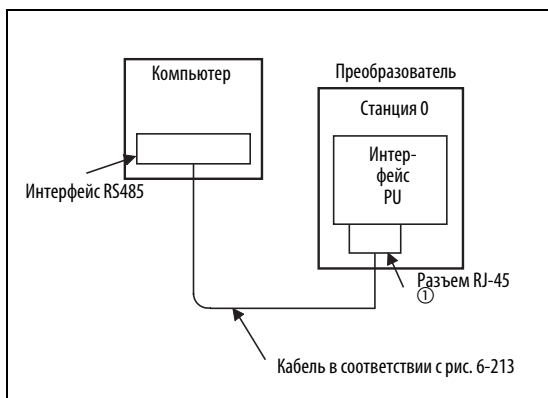 Компьютер
Преобразователь
Станция 0
Интер-
фейс
PU
Интерфейс RS485
Разъем RJ-45
①
Кабель в соответствии с рис. 6-213